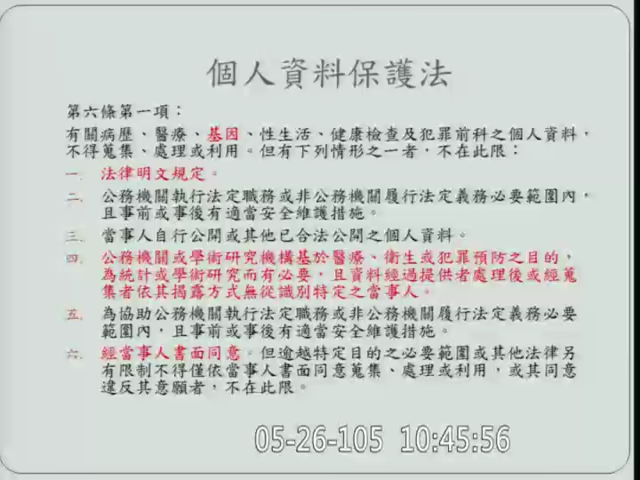 個人資料保護法
第六條第一項：
有關病歷、醫療、基因、性生活、健康檢查及犯罪前科之個人資料，
不得蒐集、處理或利用。但有下列情形之一者，不在此限：
一. 法律明文規定。
二. 公務機關執行法定職務或非公務機關履行法定義務必要範圍內，
且事前或事後有適當安全維護措施。
三. 當事人自行公開或其他已合法公開之個人資料。
四. 公務機關或學術研究機構基於醫療、衛生或犯罪預防之目的，
為統計或學術研究而有必要，且資料經過提供者處理後或經蒐
集者依其揭露方式無從識別特定之當事人。
五. 為協助公務機關執行法定職務或非公務機關履行法定義務必要
範圍內，且事前或事後有適當安全維護措施。
六. 經當事人書面同意。但逾越特定目的之必要範圍或其他法律另
有限制不得僅依當事人書面同意蒐集、處理或利用，或其同意
違反其意願者，不在此限。
05-26-105 10:45:56